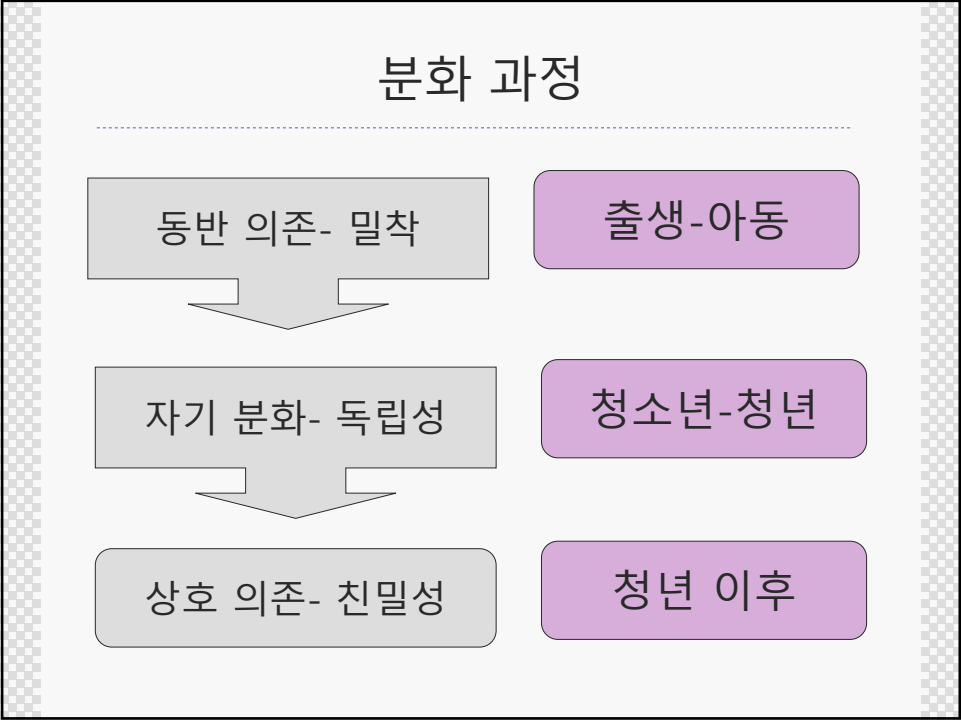 분화 과정
동반 의존- 밀착
출생-아동
자기 분화- 독립성
청소년-청년
상호 의존- 친밀성
청년 이후